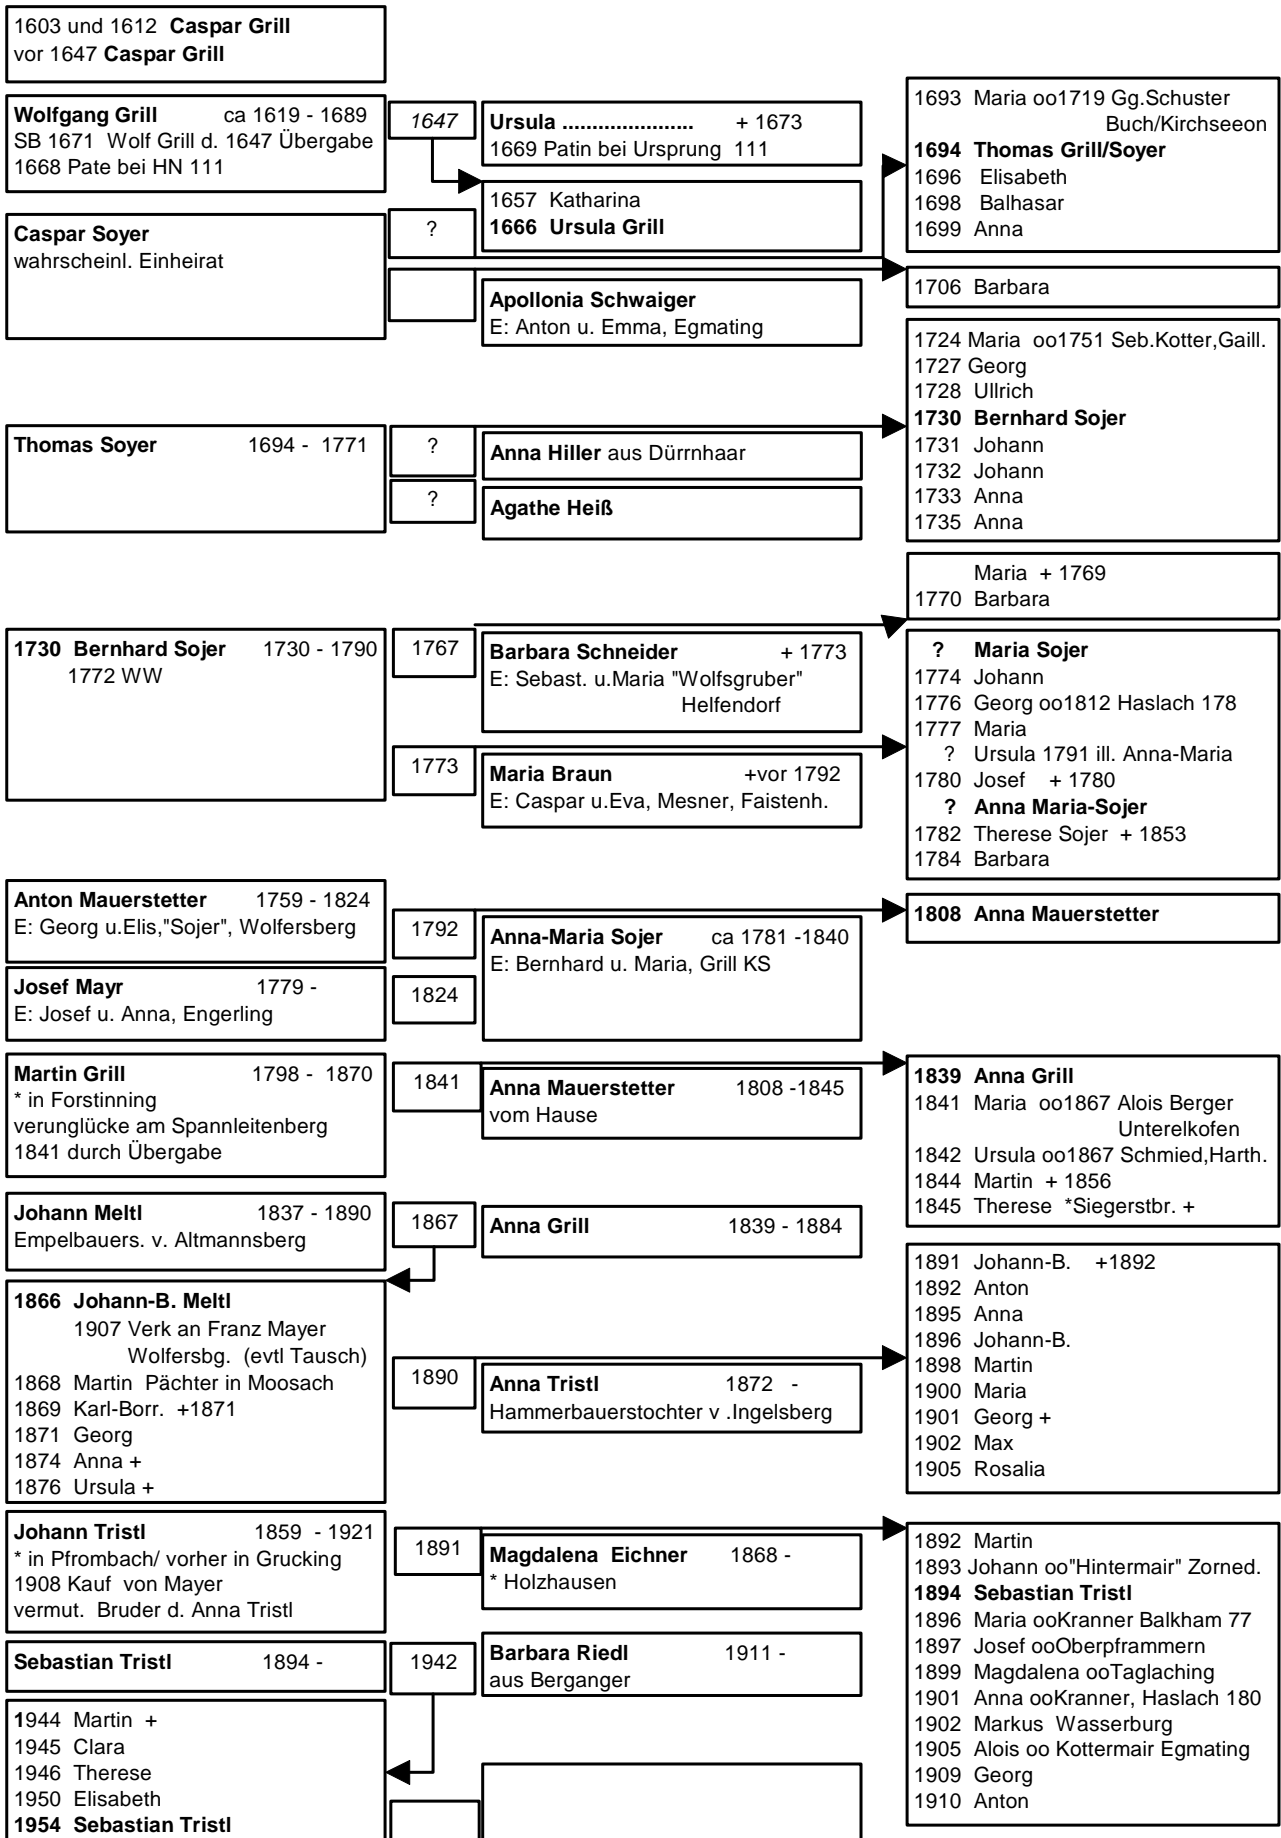 1603 und 1612 Caspar Grill
vor 1647 Caspar Grill
Wolfgang Grill ca 1619 - 1689
SB 1671 Wolf Grill d. 1647 Übergabe
1668 Pate bei HN 111
1647
Ursula ...................... + 1673
1669 Patin bei Ursprung 111
1657 Katharina
1666 Ursula Grill
1693 Maria oo1719 Gg.Schuster
Buch/Kirchseeon
1694 Thomas Grill/Soyer
1696 Elisabeth
1698 Balhasar
1699 Anna
Caspar Soyer
wahrscheinl. Einheirat
?
Apollonia Schwaiger
E: Anton u. Emma, Egmating
1706 Barbara
Thomas Soyer 1694 - 1771
?
Anna Hiller aus Dürrnhaar
?
Agathe Heiß
1724 Maria oo1751 Seb.Kotter,Gaill.
1727 Georg
1728 Ullrich
1730 Bernhard Sojer
1731 Johann
1732 Johann
1733 Anna
1735 Anna
1730 Bernhard Sojer 1730 - 1790
1772 WW
1767
Barbara Schneider + 1773
E: Sebast. u.Maria "Wolfsgruber"
Helfendorf
1773
Maria Braun +vor 1792
E: Caspar u.Eva, Mesner, Faistenh.
Maria + 1769
1770 Barbara
? Maria Sojer
1774 Johann
1776 Georg oo1812 Haslach 178
1777 Maria
? Ursula 1791 ill. Anna-Maria
1780 Josef + 1780
? Anna Maria-Sojer
1782 Therese Sojer + 1853
1784 Barbara
Anton Mauerstetter 1759 - 1824
E: Georg u.Elis,"Sojer", Wolfersberg
1792
Anna-Maria Sojer ca 1781 -1840
E: Bernhard u. Maria, Grill KS
1808 Anna Mauerstetter
Josef Mayr 1779 -
E: Josef u. Anna, Engerling
1824
Martin Grill 1798 - 1870
* in Forstinning
verunglücke am Spannleitenberg
1841 durch Übergabe
1841
Anna Mauerstetter 1808 -1845
vom Hause
1839 Anna Grill
1841 Maria oo1867 Alois Berger
Unterelkofen
1842 Ursula oo1867 Schmied,Harth.
1844 Martin + 1856
1845 Therese *Siegerstbr. +
Johann Meltl 1837 - 1890
Empelbauers. v. Altmannsberg
1867
Anna Grill 1839 - 1884
1866 Johann-B. Meltl
1907 Verk an Franz Mayer
Wolfersbg. (evtl Tausch)
1868 Martin Pächter in Moosach
1869 Karl-Borr. +1871
1871 Georg
1874 Anna +
1876 Ursula +
1890
Anna Tristl 1872 -
Hammerbauerstochter v .Ingelsberg
1891 Johann-B. +1892
1892 Anton
1895 Anna
1896 Johann-B.
1898 Martin
1900 Maria
1901 Georg +
1902 Max
1905 Rosalia
Johann Tristl 1859 - 1921
* in Pfrombach/ vorher in Grucking
1908 Kauf von Mayer
vermut. Bruder d. Anna Tristl
1891
Magdalena Eichner 1868 -
* Holzhausen
1892 Martin
1893 Johann oo"Hintermair" Zorned.
1894 Sebastian Tristl
1896 Maria ooKranner Balkham 77
1897 Josef ooOberpframmern
1899 Magdalena ooTaglaching
1901 Anna ooKranner, Haslach 180
1902 Markus Wasserburg
1905 Alois oo Kottermair Egmating
1909 Georg
1910 Anton
Sebastian Tristl 1894 -
1942
Barbara Riedl 1911 -
aus Berganger
1944 Martin +
1945 Clara
1946 Therese
1950 Elisabeth
1954 Sebastian Tristl